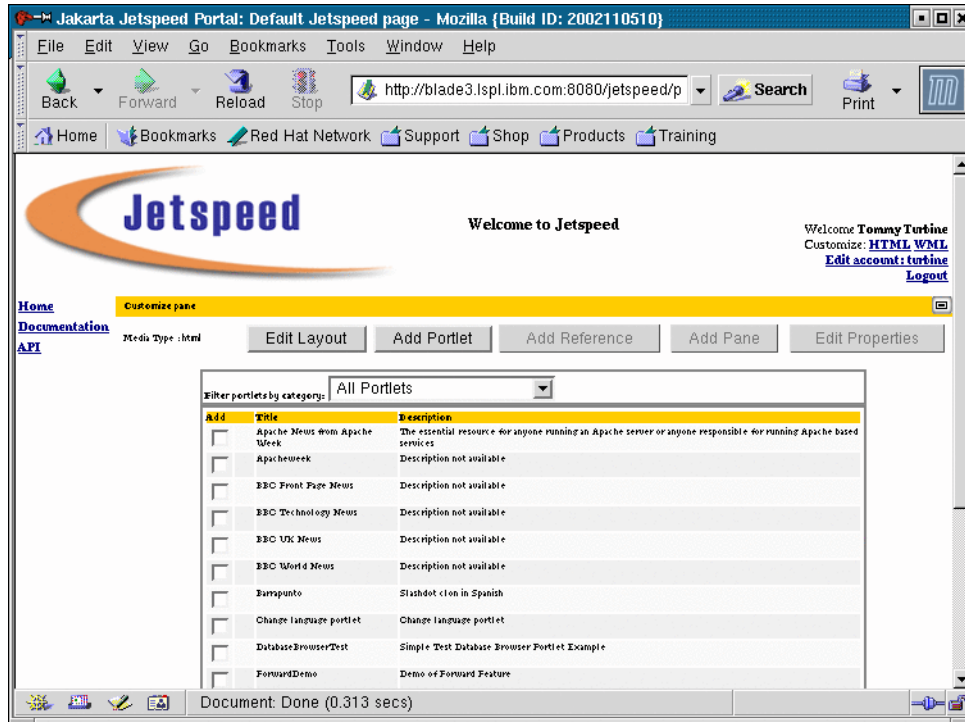 Jakarta Jetspeed Portal: Default Jetspeed page - Mozilla {Build ID: 2002110510}
File Edit View Go Bookmarks Tools Window Help
Back Forward Reload Stop http://blade3.lspl.ibm.com:8080/jetspeed/p Search Print
Home Bookmarks Red Hat Network Support Shop Products Training
Jetspeed
Welcome to Jetspeed
Welcome Tommy Turbine
Customize: HTML WML
Edit account: turbine
Logout
Home
Documentation
API
Customize pane
Media Type : html Edit Layout Add Portlet Add Reference Add Pane Edit Properties
Filter portlets by category: All Portlets
Add Title Description
Apache News from Apache Week The essential resource for anyone running an Apache server or anyone responsible for running Apache based services
Apacheweek Description not available
BBC Front Page News Description not available
BBC Technology News Description not available
BBC UK News Description not available
BBC World News Description not available
Barrapunto Slashdot clon in Spanish
Change language portlet Change language portlet
DatabaseBrowserTest Simple Test Database Browser Portlet Example
ForwardDemo Demo of Forward Feature
Document: Done (0.313 secs)